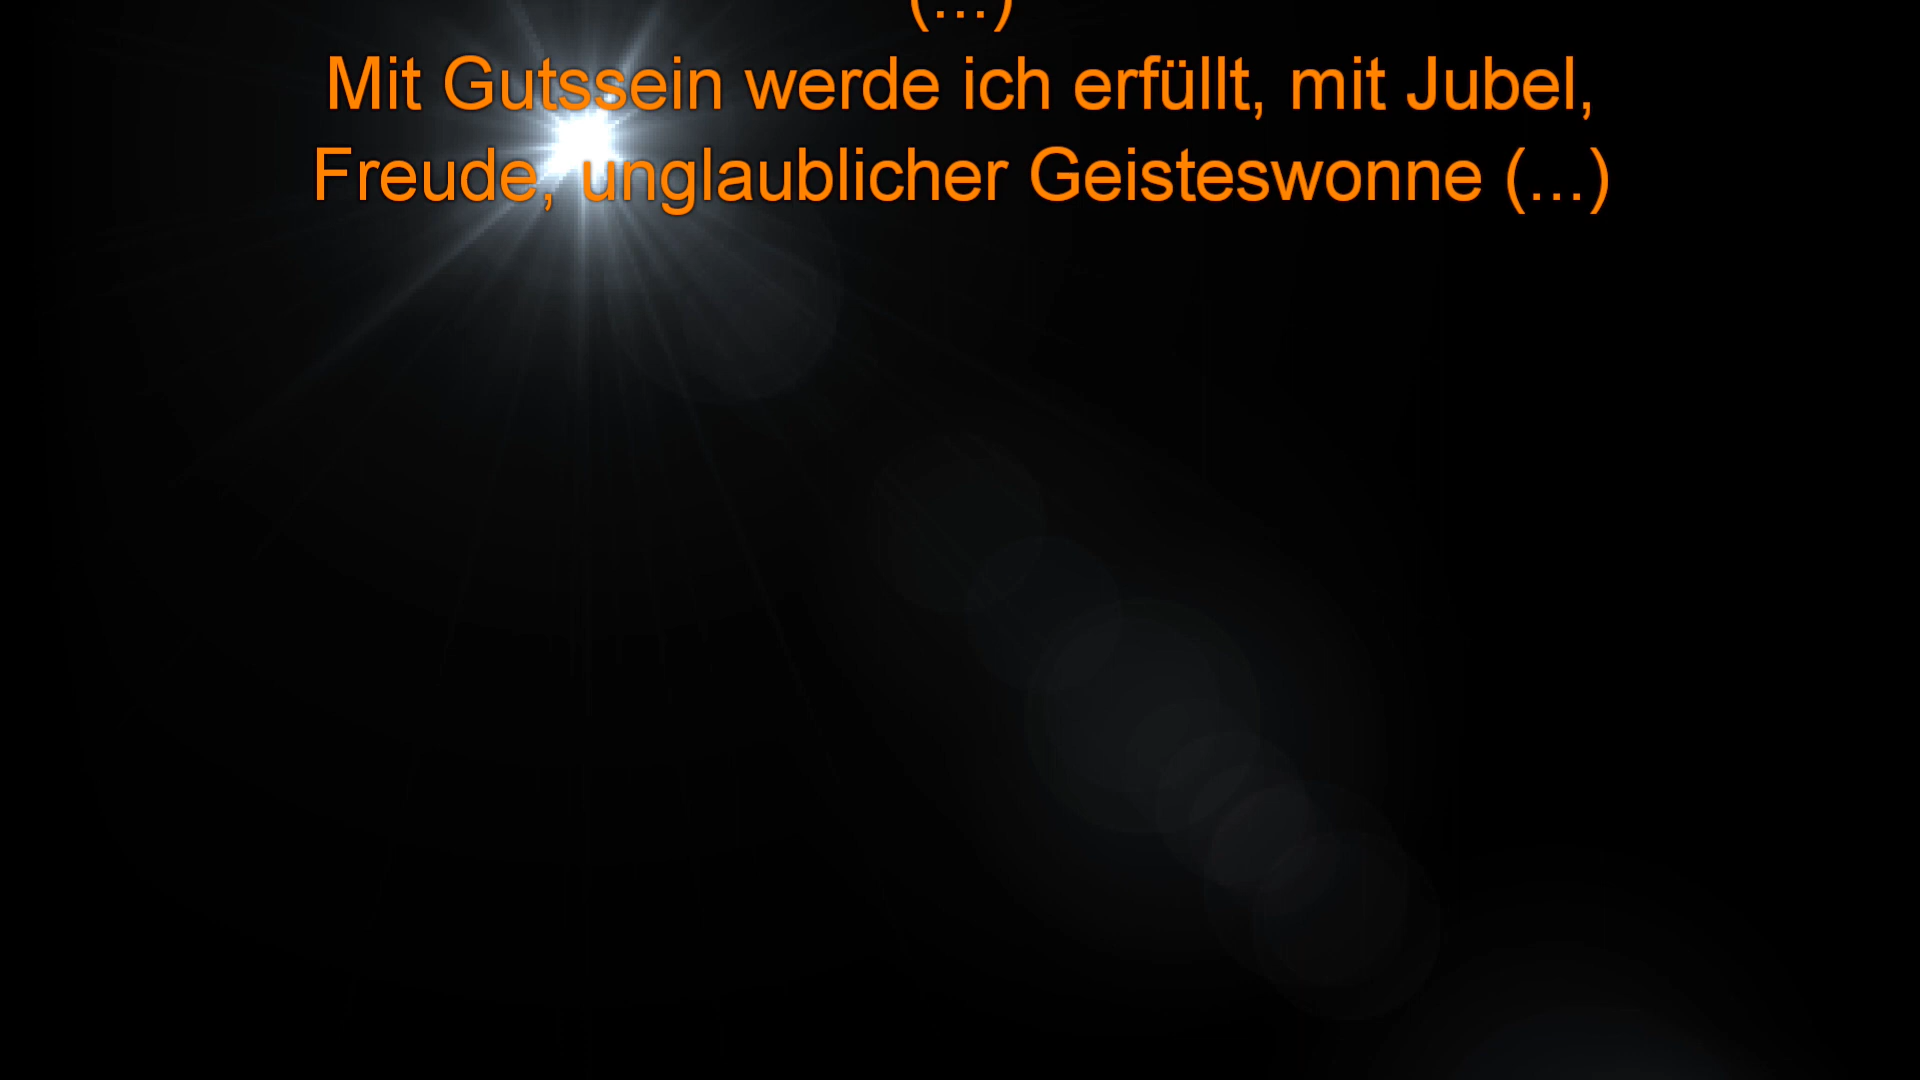 (...)
Mit Gutssein werde ich erfüllt, mit Jubel,
Freude, unglaublicher Geisteswonne (...)